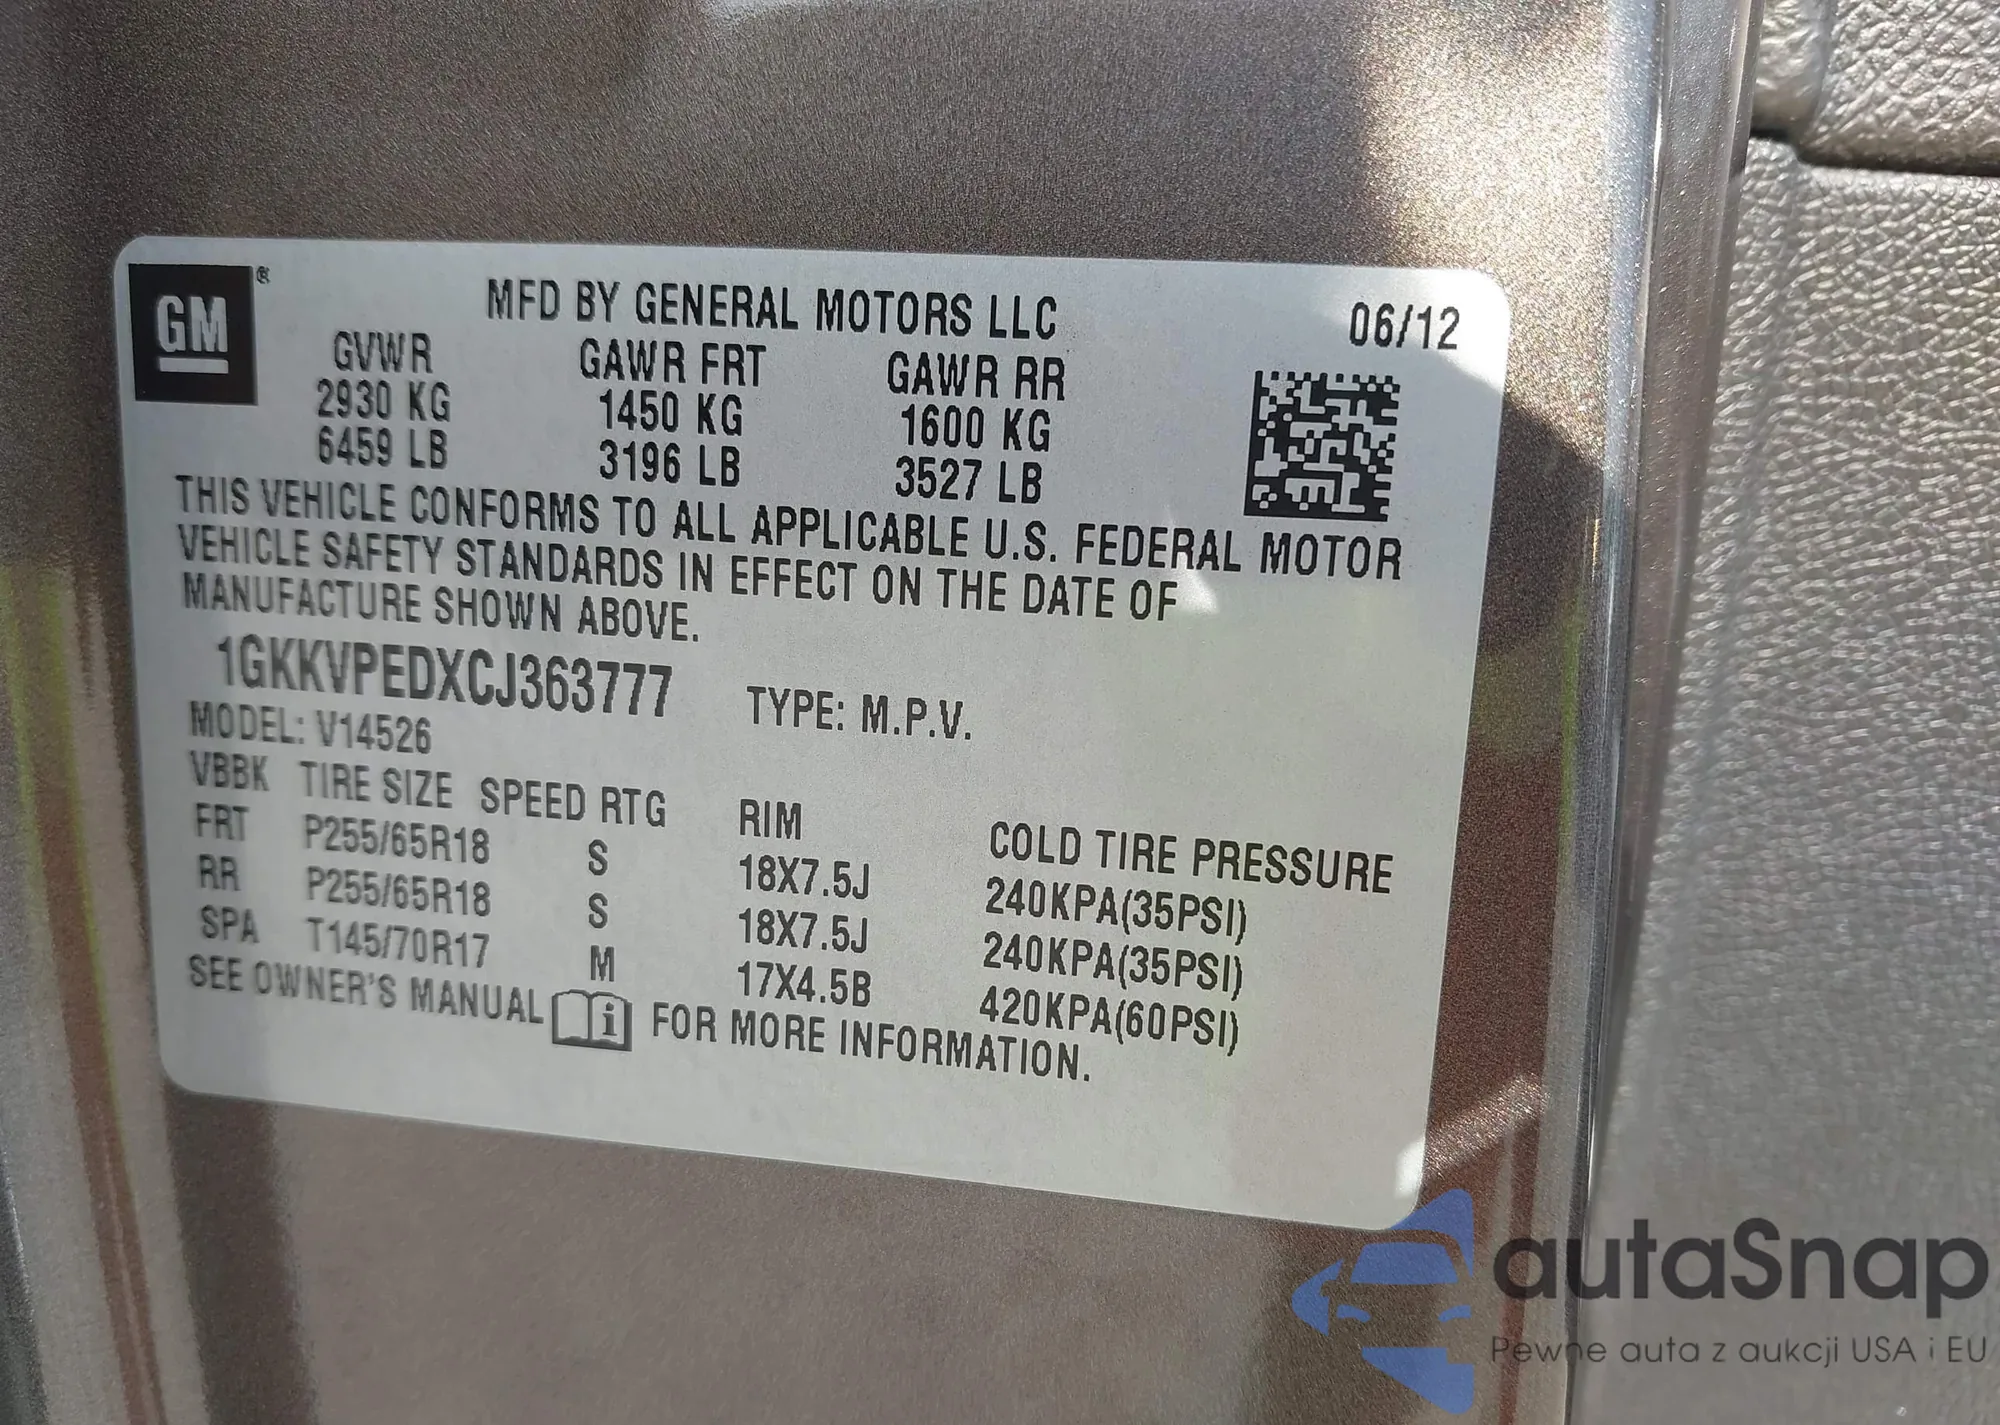 GM ®
MFD BY GENERAL MOTORS LLC 06/12
GVWR GAWR FRT GAWR RR
2930 KG 1450 KG 1600 KG
6459 LB 3196 LB 3527 LB
THIS VEHICLE CONFORMS TO ALL APPLICABLE U.S. FEDERAL MOTOR
VEHICLE SAFETY STANDARDS IN EFFECT ON THE DATE OF
MANUFACTURE SHOWN ABOVE.
1GKKVPEDXCJ363777 TYPE: M.P.V.
MODEL: V14526
VBBK TIRE SIZE SPEED RTG RIM COLD TIRE PRESSURE
FRT P255/65R18 S 18X7.5J 240KPA(35PSI)
RR P255/65R18 S 18X7.5J 240KPA(35PSI)
SPA T145/70R17 M 17X4.5B 420KPA(60PSI)
SEE OWNER'S MANUAL i FOR MORE INFORMATION.
autaSnap
Pewne auta z aukcji USA i EU